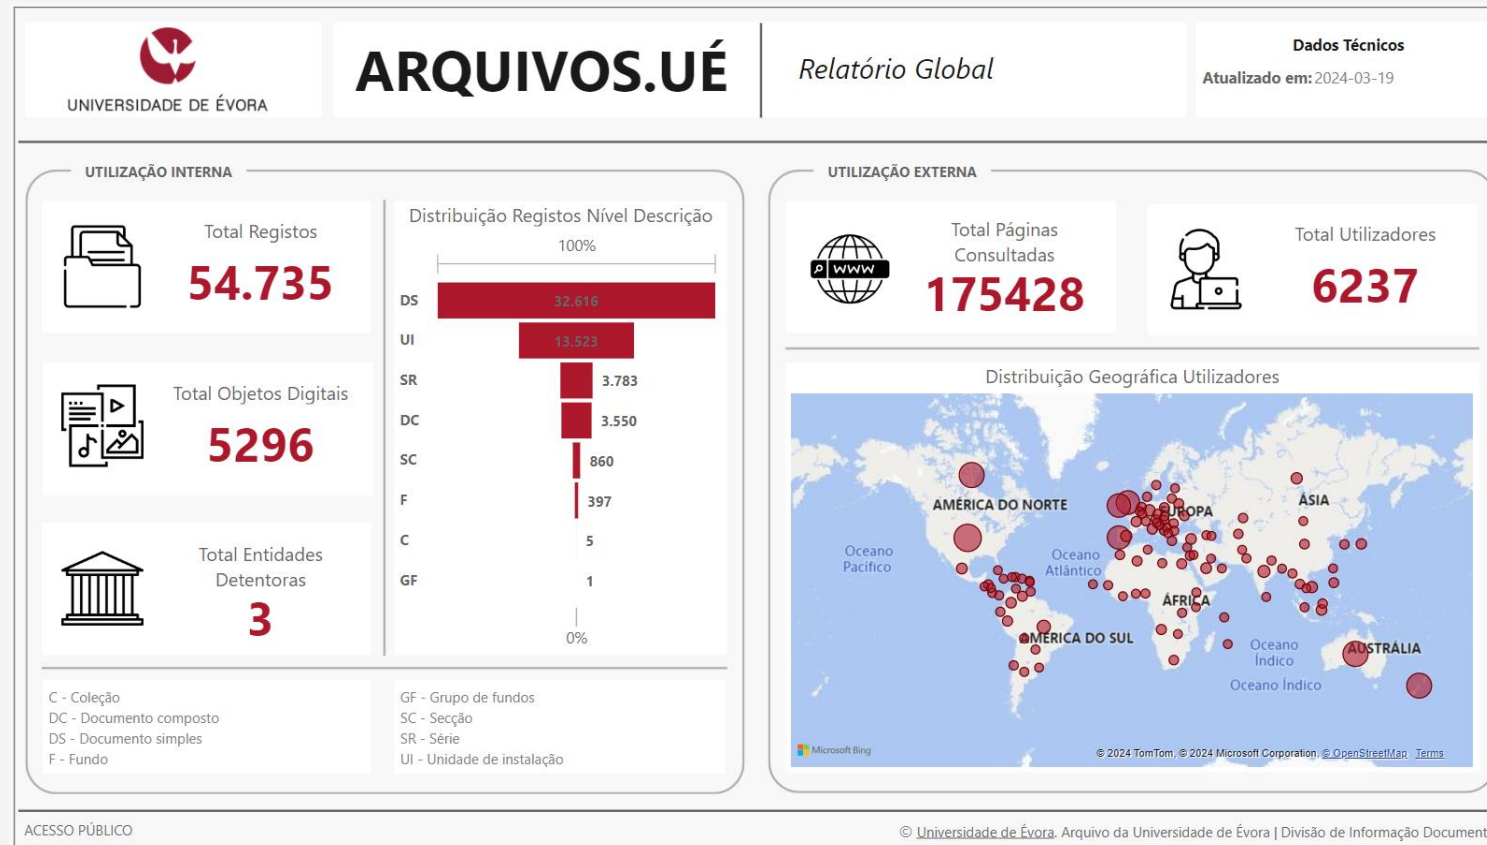 UNIVERSIDADE DE ÉVORA
ARQUIVOS.UÉ
Relatório Global
Dados Técnicos
Atualizado em: 2024-03-19
UTILIZAÇÃO INTERNA
Total Registos
54.735
Total Objetos Digitais
5296
Total Entidades
Detentoras
3
Distribuição Registos Nível Descrição
100%
DS 32.616
UI 13.523
SR 3.783
DC 3.550
SC 860
F 397
C 5
GF 1
0%
C - Coleção
DC - Documento composto
DS - Documento simples
F - Fundo
GF - Grupo de fundos
SC - Secção
SR - Série
UI - Unidade de instalação
UTILIZAÇÃO EXTERNA
WWW
Total Páginas
Consultadas
175428
Total Utilizadores
6237
Distribuição Geográfica Utilizadores
AMÉRICA DO NORTE
EUROPA
ÁSIA
Oceano
Pacífico
Oceano
Atlântico
ÁFRICA
AMÉRICA DO SUL
Oceano
Índico
AUSTRÁLIA
Oceano Índico
Microsoft Bing
© 2024 TomTom, © 2024 Microsoft Corporation, © OpenStreetMap Terms
ACESSO PÚBLICO
© Universidade de Évora. Arquivo da Universidade de Évora | Divisão de Informação Document